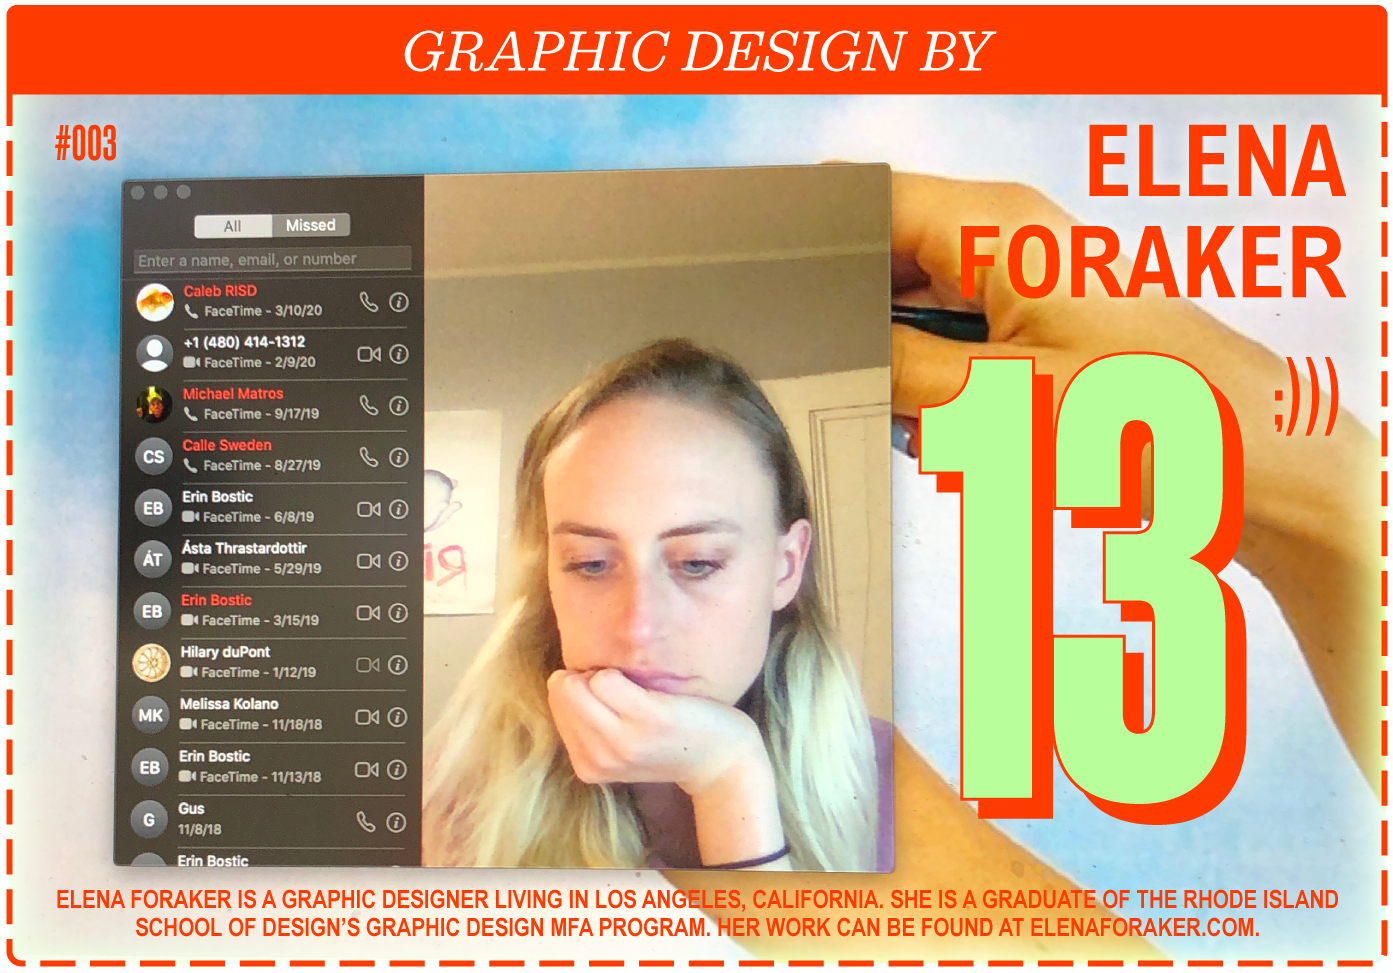 GRAPHIC DESIGN BY
#003
ELENA
FORAKER
13
;)))
All
Missed
Enter a name, email, or number
Caleb RISD
FaceTime - 3/10/20
+1 (480) 414-1312
FaceTime - 2/9/20
Michael Matros
FaceTime - 9/17/19
CS
Calle Sweden
FaceTime - 8/27/19
EB
Erin Bostic
FaceTime - 6/8/19
ÁT
Ásta Thrastardottir
FaceTime - 5/29/19
EB
Erin Bostic
FaceTime - 3/15/19
Hilary duPont
FaceTime - 1/12/19
MK
Melissa Kolano
FaceTime - 11/18/18
EB
Erin Bostic
FaceTime - 11/13/18
G
Gus
11/8/18
Erin Bostic
ELENA FORAKER IS A GRAPHIC DESIGNER LIVING IN LOS ANGELES, CALIFORNIA. SHE IS A GRADUATE OF THE RHODE ISLAND
SCHOOL OF DESIGN’S GRAPHIC DESIGN MFA PROGRAM. HER WORK CAN BE FOUND AT ELENAFORAKER.COM.